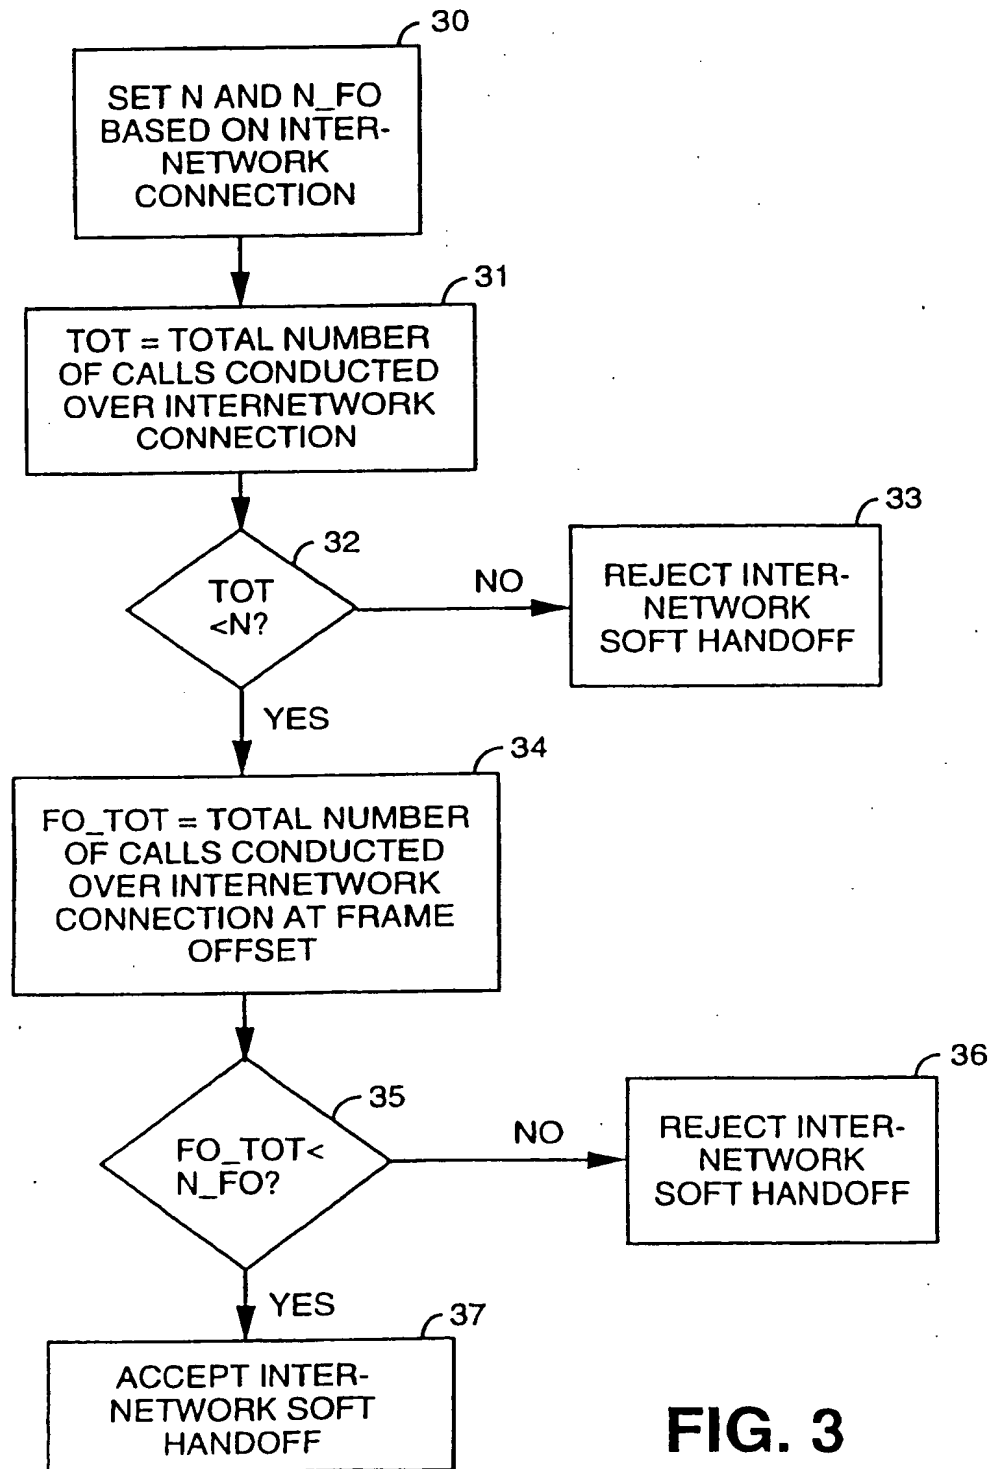 30
SET N AND N_FO
BASED ON INTER-
NETWORK
CONNECTION
31
TOT = TOTAL NUMBER
OF CALLS CONDUCTED
OVER INTERNETWORK
CONNECTION
32
TOT
<N?
NO
33
REJECT INTER-
NETWORK
SOFT HANDOFF
YES
34
FO_TOT = TOTAL NUMBER
OF CALLS CONDUCTED
OVER INTERNETWORK
CONNECTION AT FRAME
OFFSET
35
FO_TOT<
N_FO?
NO
36
REJECT INTER-
NETWORK
SOFT HANDOFF
YES
37
ACCEPT INTER-
NETWORK SOFT
HANDOFF
FIG. 3